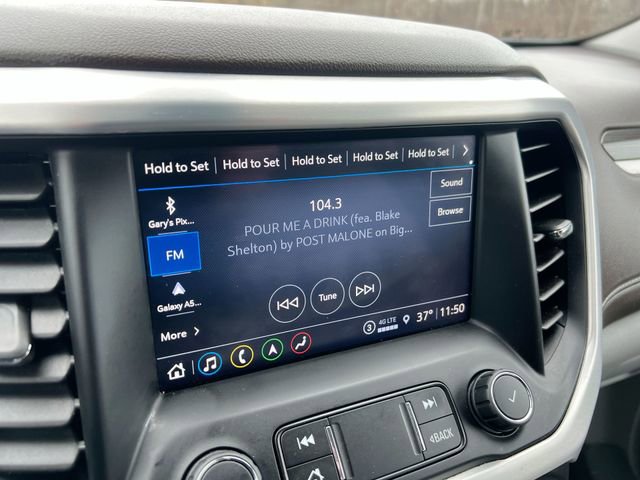 Hold to Set | Hold to Set | Hold to Set | Hold to Set | Hold to Set
Sound
Browse
104.3
POUR ME A DRINK (fea. Blake
Shelton) by POST MALONE on Big...
Gary's Pix...
FM
Galaxy A5...
More
Tune
3 4G LTE 37° 11:50
BACK